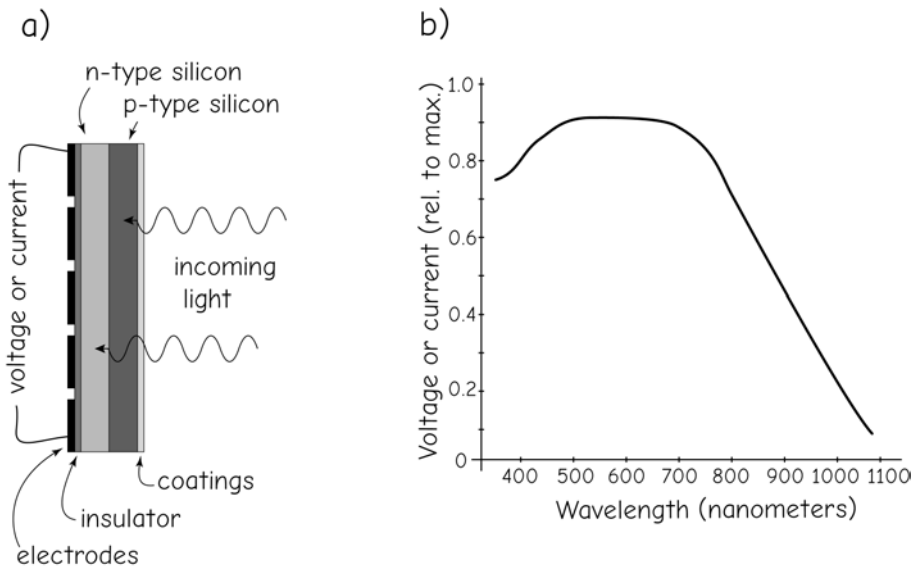 a)
n-type silicon
p-type silicon
voltage or current
incoming
light
coatings
insulator
electrodes
b)
Voltage or current (rel. to max.)
1.0
0.8
0.6
0.4
0.2
0
400 500 600 700 800 900 1000 1100
Wavelength (nanometers)